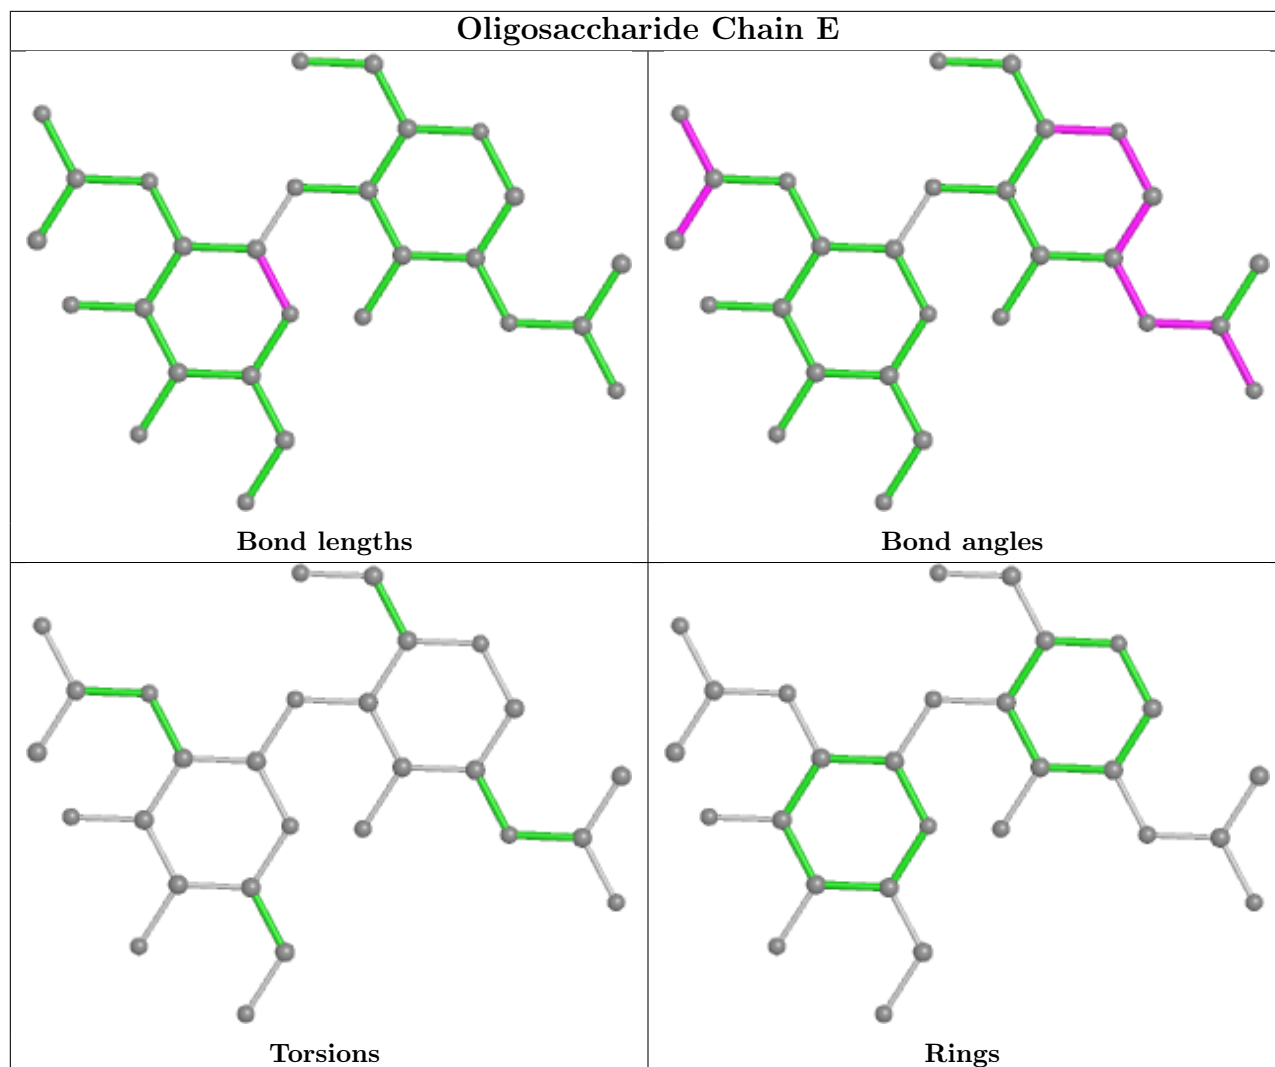 Oligosaccharide Chain E
Bond lengths
Bond angles
Torsions
Rings